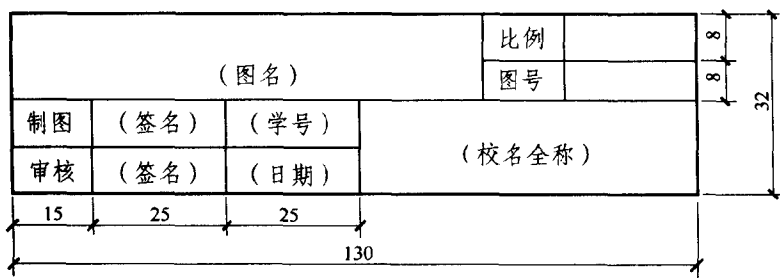 比例
(图名)
图号
8
8
32
制图 (签名) (学号)
(校名全称)
审核 (签名) (日期)
15 25 25
130